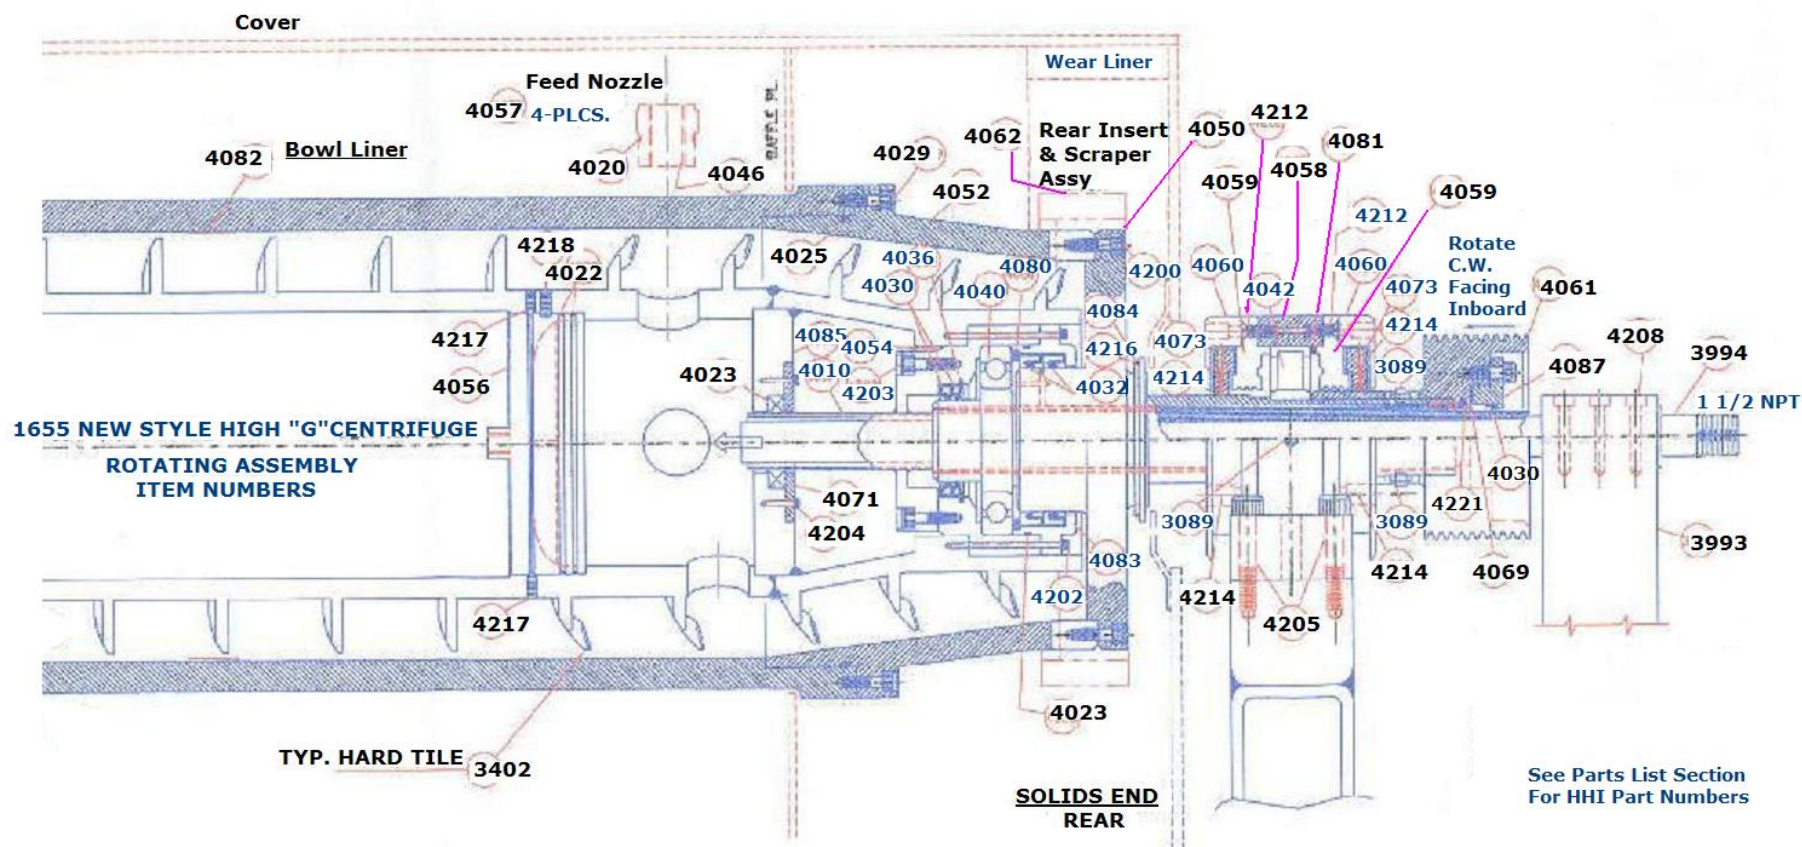 Cover
Wear Liner
Feed Nozzle
4057 4-PLCS.
BAFFLE PL.
4082 Bowl Liner
4020
4046
4029
4062
Rear Insert
& Scraper
Assy
4050
4212
4081
4058
4059
4059
4052
4212
4218
4022
4025
4036
4030
4080
4040
4200
4060
4042
4060
4073
Rotate
C.W.
Facing
Inboard
4061
4084
4217
4056
4085
4054
4010
4203
4023
4216
4032
4073
4214
4214
3089
4087
4208
3994
1 1/2 NPT
1655 NEW STYLE HIGH "G"CENTRIFUGE
ROTATING ASSEMBLY
ITEM NUMBERS
4071
4204
4030
4221
3089
3089
3993
4083
4214
4069
4202
4214
4205
4217
4023
TYP. HARD TILE 3402
SOLIDS END
REAR
See Parts List Section
For HHI Part Numbers